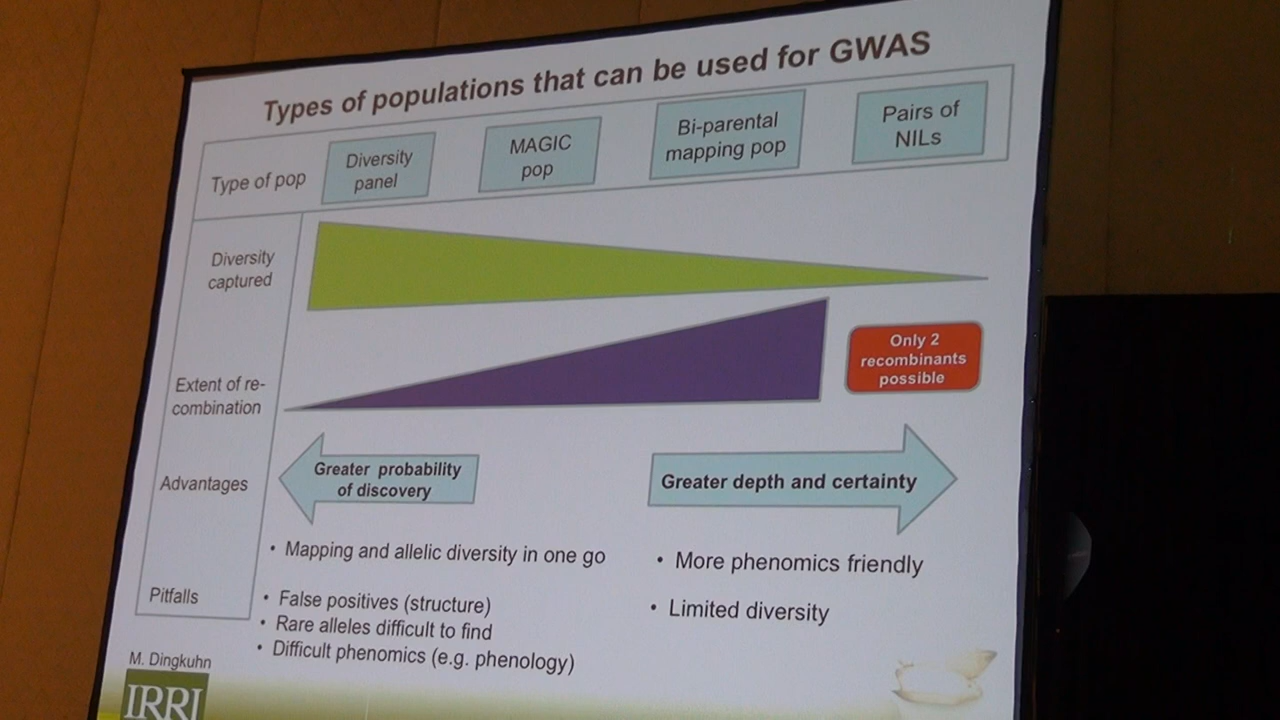 Types of populations that can be used for GWAS
Type of pop
Diversity
panel
MAGIC
pop
Bi-parental
mapping pop
Pairs of
NILs
Diversity
captured
Extent of re-
combination
Only 2
recombinants
possible
Advantages
Greater probability
of discovery
Greater depth and certainty
• Mapping and allelic diversity in one go
• More phenomics friendly
Pitfalls
• False positives (structure)
• Rare alleles difficult to find
• Difficult phenomics (e.g. phenology)
• Limited diversity
M. Dingkuhn
IRRI